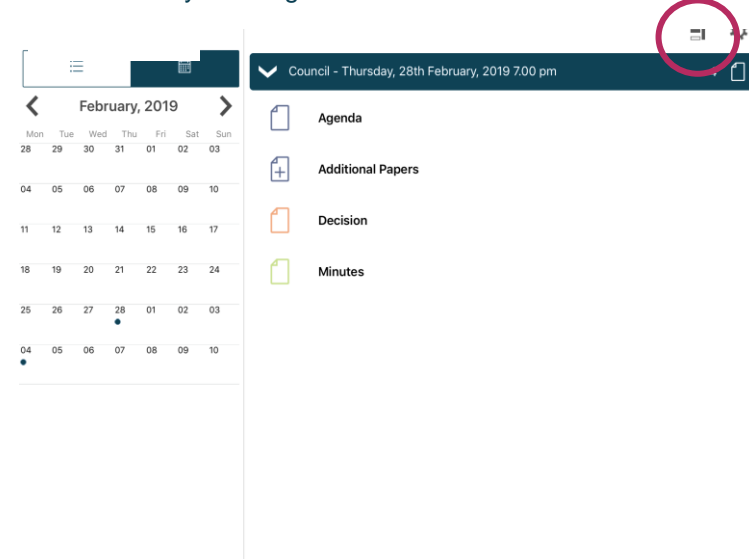 February, 2019
Mon Tue Wed Thu Fri Sat Sun
28 29 30 31 01 02 03
04 05 06 07 08 09 10
11 12 13 14 15 16 17
18 19 20 21 22 23 24
25 26 27 28 01 02 03
04 05 06 07 08 09 10
Council - Thursday, 28th February, 2019 7.00 pm
Agenda
Additional Papers
Decision
Minutes